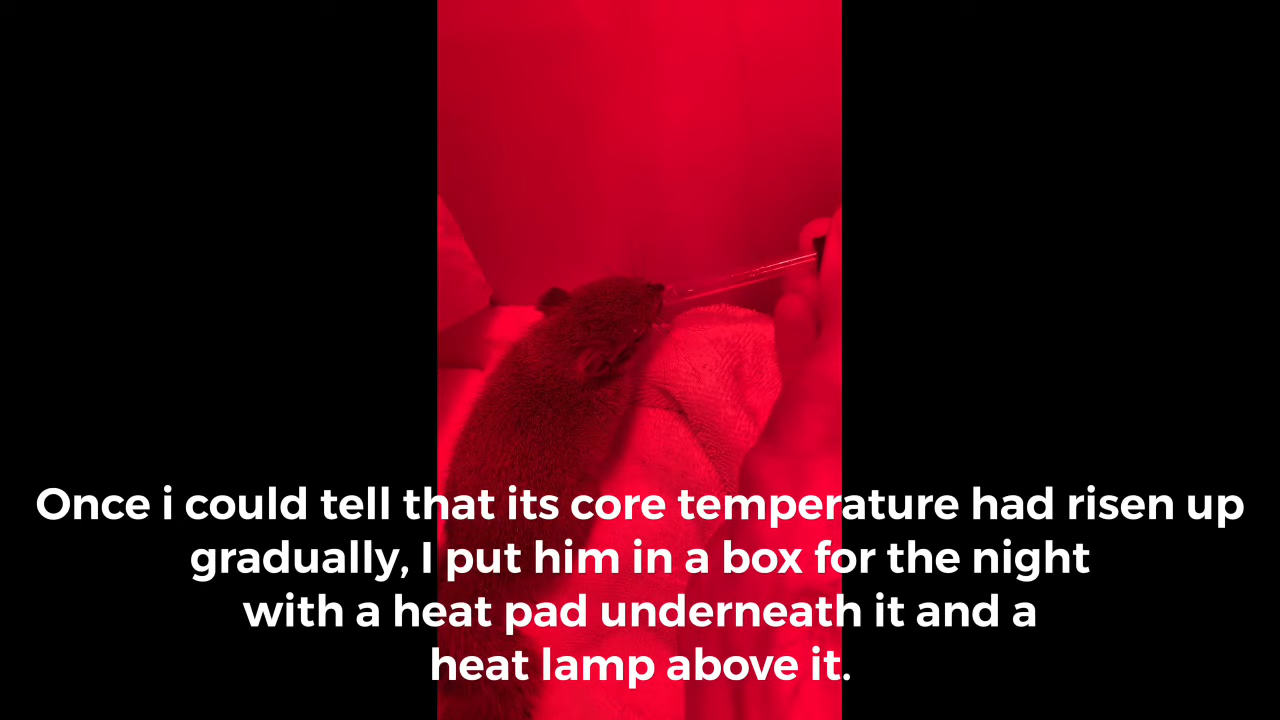 Once i could tell that its core temperature had risen up
gradually, I put him in a box for the night
with a heat pad underneath it and a
heat lamp above it.